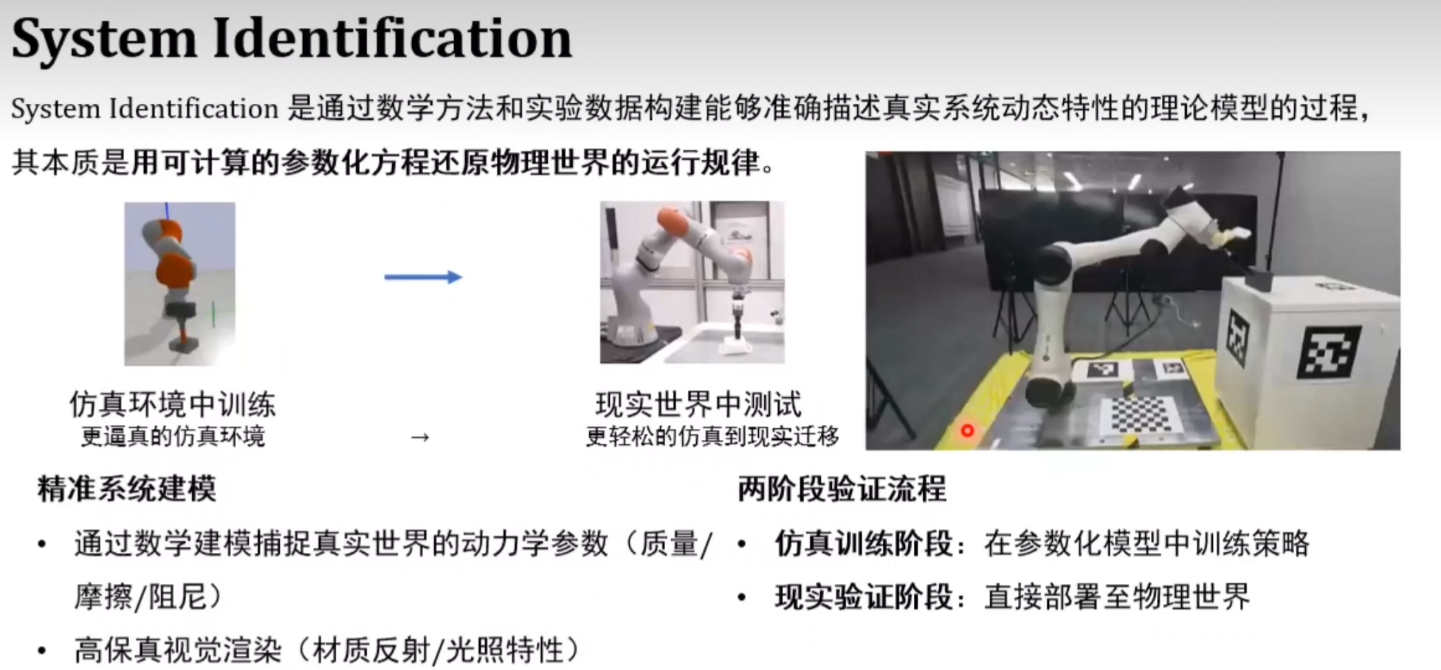 System Identification
System Identification 是通过数学方法和实验数据构建能够准确描述真实系统动态特性的理论模型的过程，
其本质是用可计算的参数化方程还原物理世界的运行规律。
仿真环境中训练
更逼真的仿真环境
→
现实世界中测试
更轻松的仿真到现实迁移
精准系统建模
• 通过数学建模捕捉真实世界的动力学参数（质量/
摩擦/阻尼）
• 高保真视觉渲染（材质反射/光照特性）
两阶段验证流程
• 仿真训练阶段：在参数化模型中训练策略
• 现实验证阶段：直接部署至物理世界